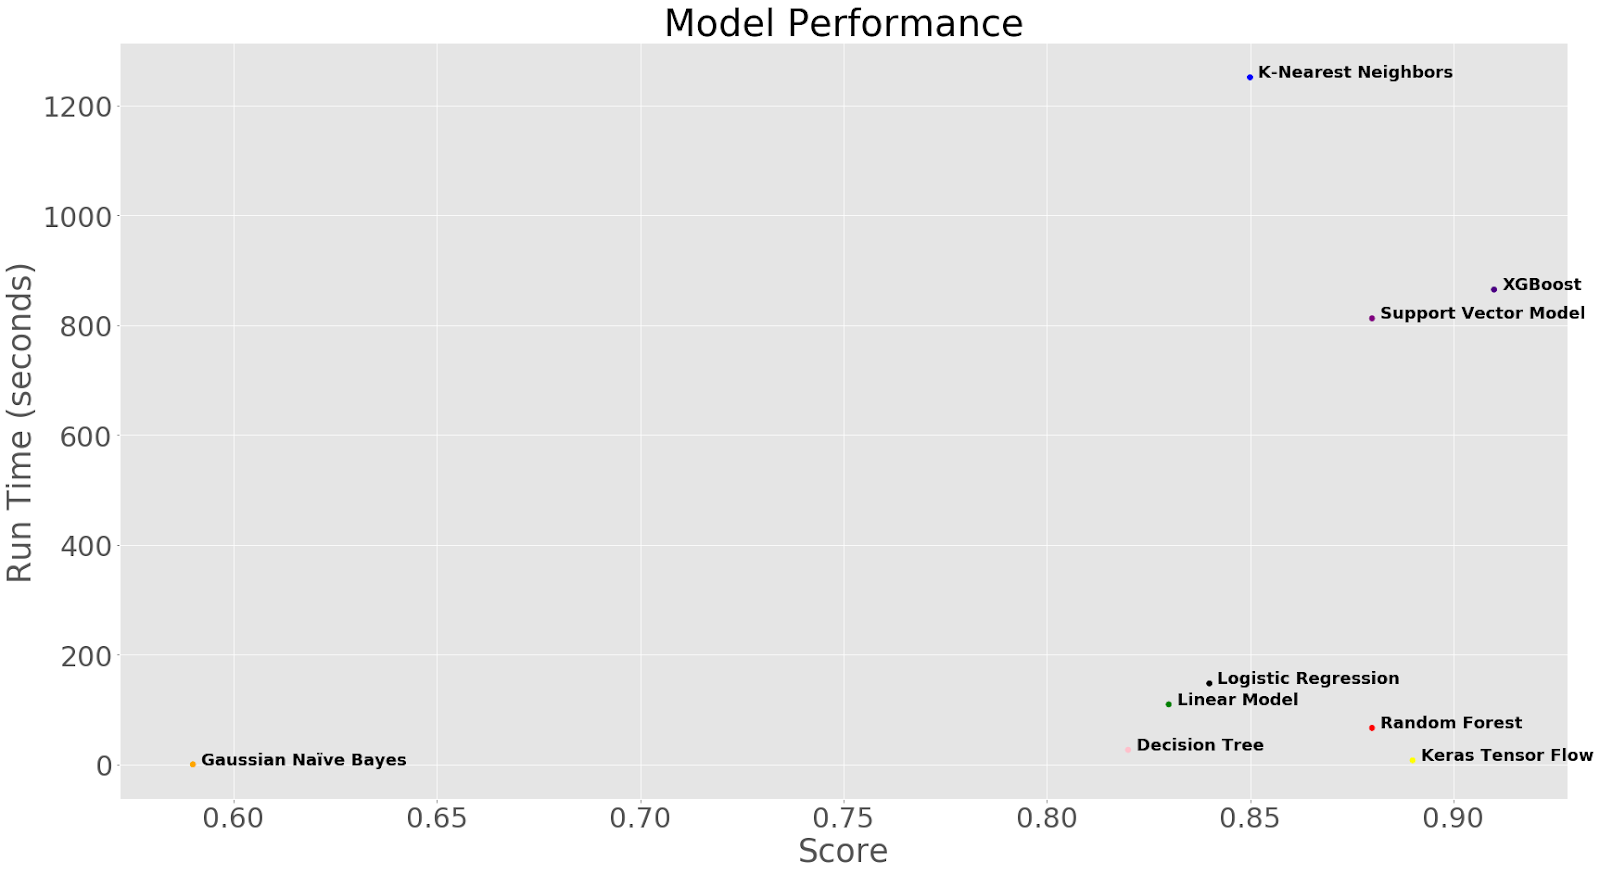 Model Performance
K-Nearest Neighbors
1200
1000
XGBoost
Support Vector Model
800
Run Time (seconds)
600
400
200
Logistic Regression
Linear Model
Random Forest
Decision Tree
Keras Tensor Flow
Gaussian Naïve Bayes
0
0.60 0.65 0.70 0.75 0.80 0.85 0.90
Score